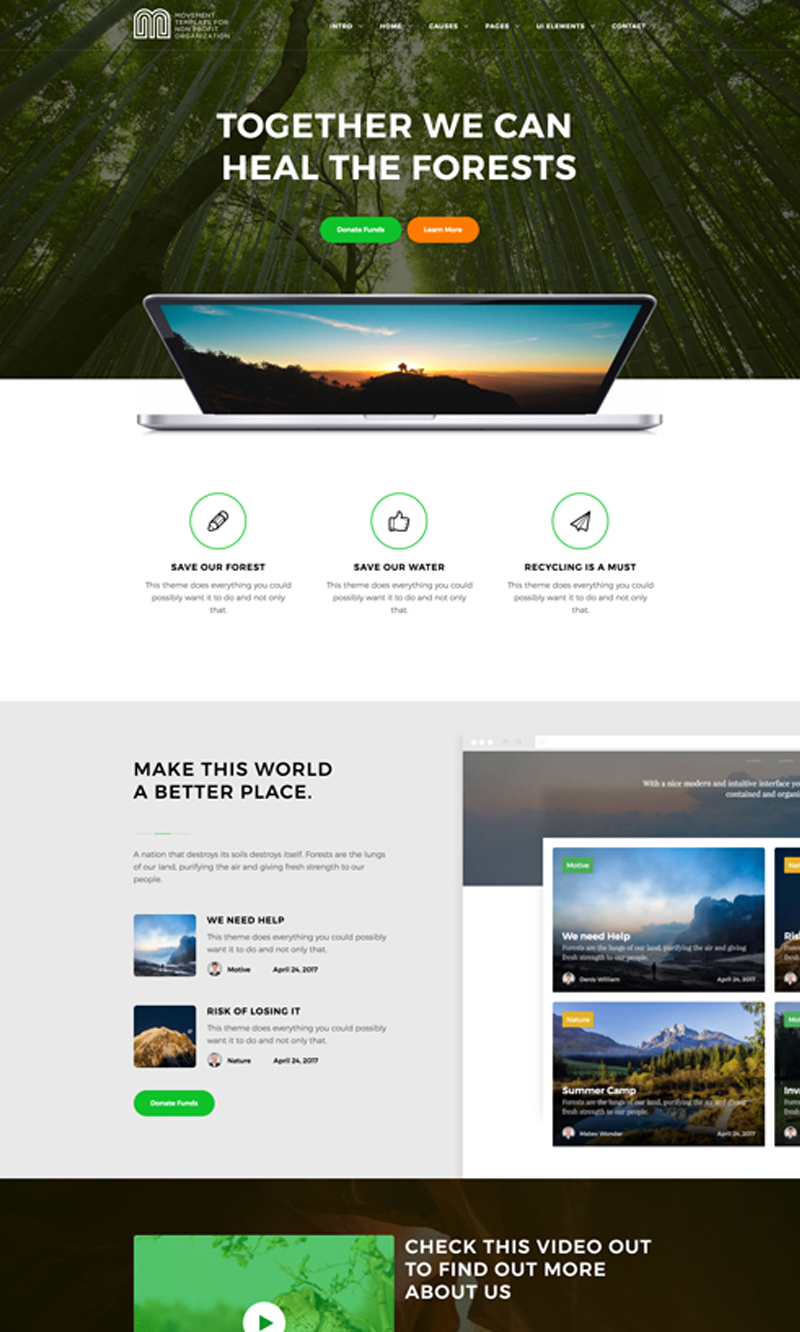 MOVEMENT
TEMPLATE FOR
NON PROFIT
ORGANIZATION
INTRO HOME CAUSES PAGES UI ELEMENTS CONTACT
TOGETHER WE CAN
HEAL THE FORESTS
Donate Funds Learn More
SAVE OUR FOREST
This theme does everything you could
possibly want it to do and not only
that.
SAVE OUR WATER
This theme does everything you could
possibly want it to do and not only
that.
RECYCLING IS A MUST
This theme does everything you could
possibly want it to do and not only
that.
MAKE THIS WORLD
A BETTER PLACE.
A nation that destroys its soils destroys itself. Forests are the lungs
of our land, purifying the air and giving fresh strength to our
people.
WE NEED HELP
This theme does everything you could possibly
want it to do and not only that.
Motive April 24, 2017
RISK OF LOSING IT
This theme does everything you could possibly
want it to do and not only that.
Nature April 24, 2017
Donate Funds
With a nice modern and intuitive interface yo
contained and organi
Motive
We need Help
Forests are the lungs of our land, purifying the air and giving
fresh strength to our people.
Denis William April 24, 2017
Na
Ris
Nature
Summer Camp
Forests are the lungs of our land, purifying the air and giving
fresh strength to our people.
Mateo Wonder April 24, 2017
Mo
Inva
CHECK THIS VIDEO OUT
TO FIND OUT MORE
ABOUT US